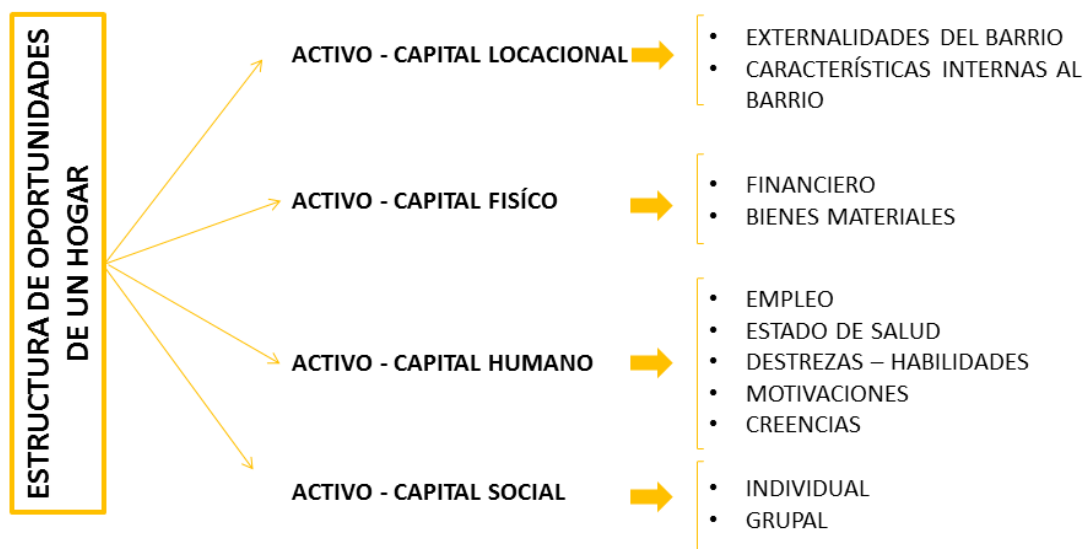 ESTRUCTURA DE OPORTUNIDADES
DE UN HOGAR
ACTIVO - CAPITAL LOCACIONAL
• EXTERNALIDADES DEL BARRIO
• CARACTERÍSTICAS INTERNAS AL
BARRIO
ACTIVO - CAPITAL FISÍCO
• FINANCIERO
• BIENES MATERIALES
ACTIVO - CAPITAL HUMANO
• EMPLEO
• ESTADO DE SALUD
• DESTREZAS – HABILIDADES
• MOTIVACIONES
• CREENCIAS
ACTIVO - CAPITAL SOCIAL
• INDIVIDUAL
• GRUPAL